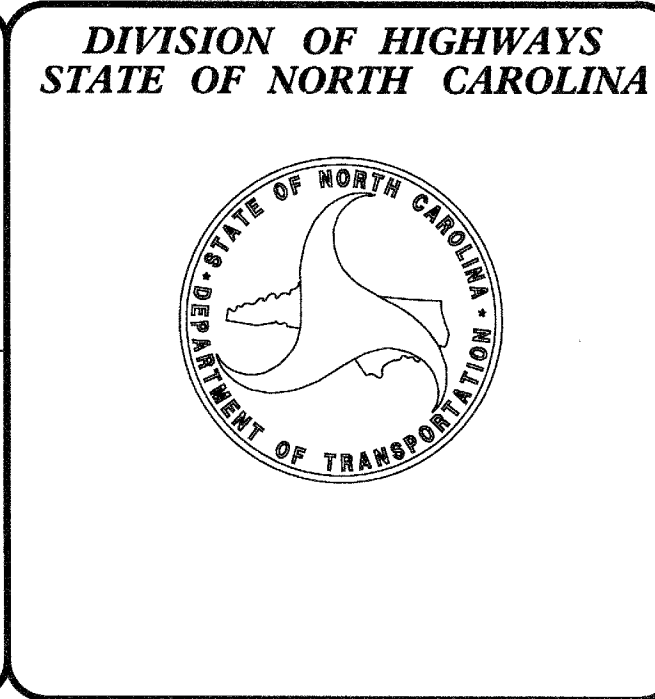 DIVISION OF HIGHWAYS
STATE OF NORTH CAROLINA
STATE OF NORTH CAROLINA
* DEPARTMENT OF TRANSPORTATION *